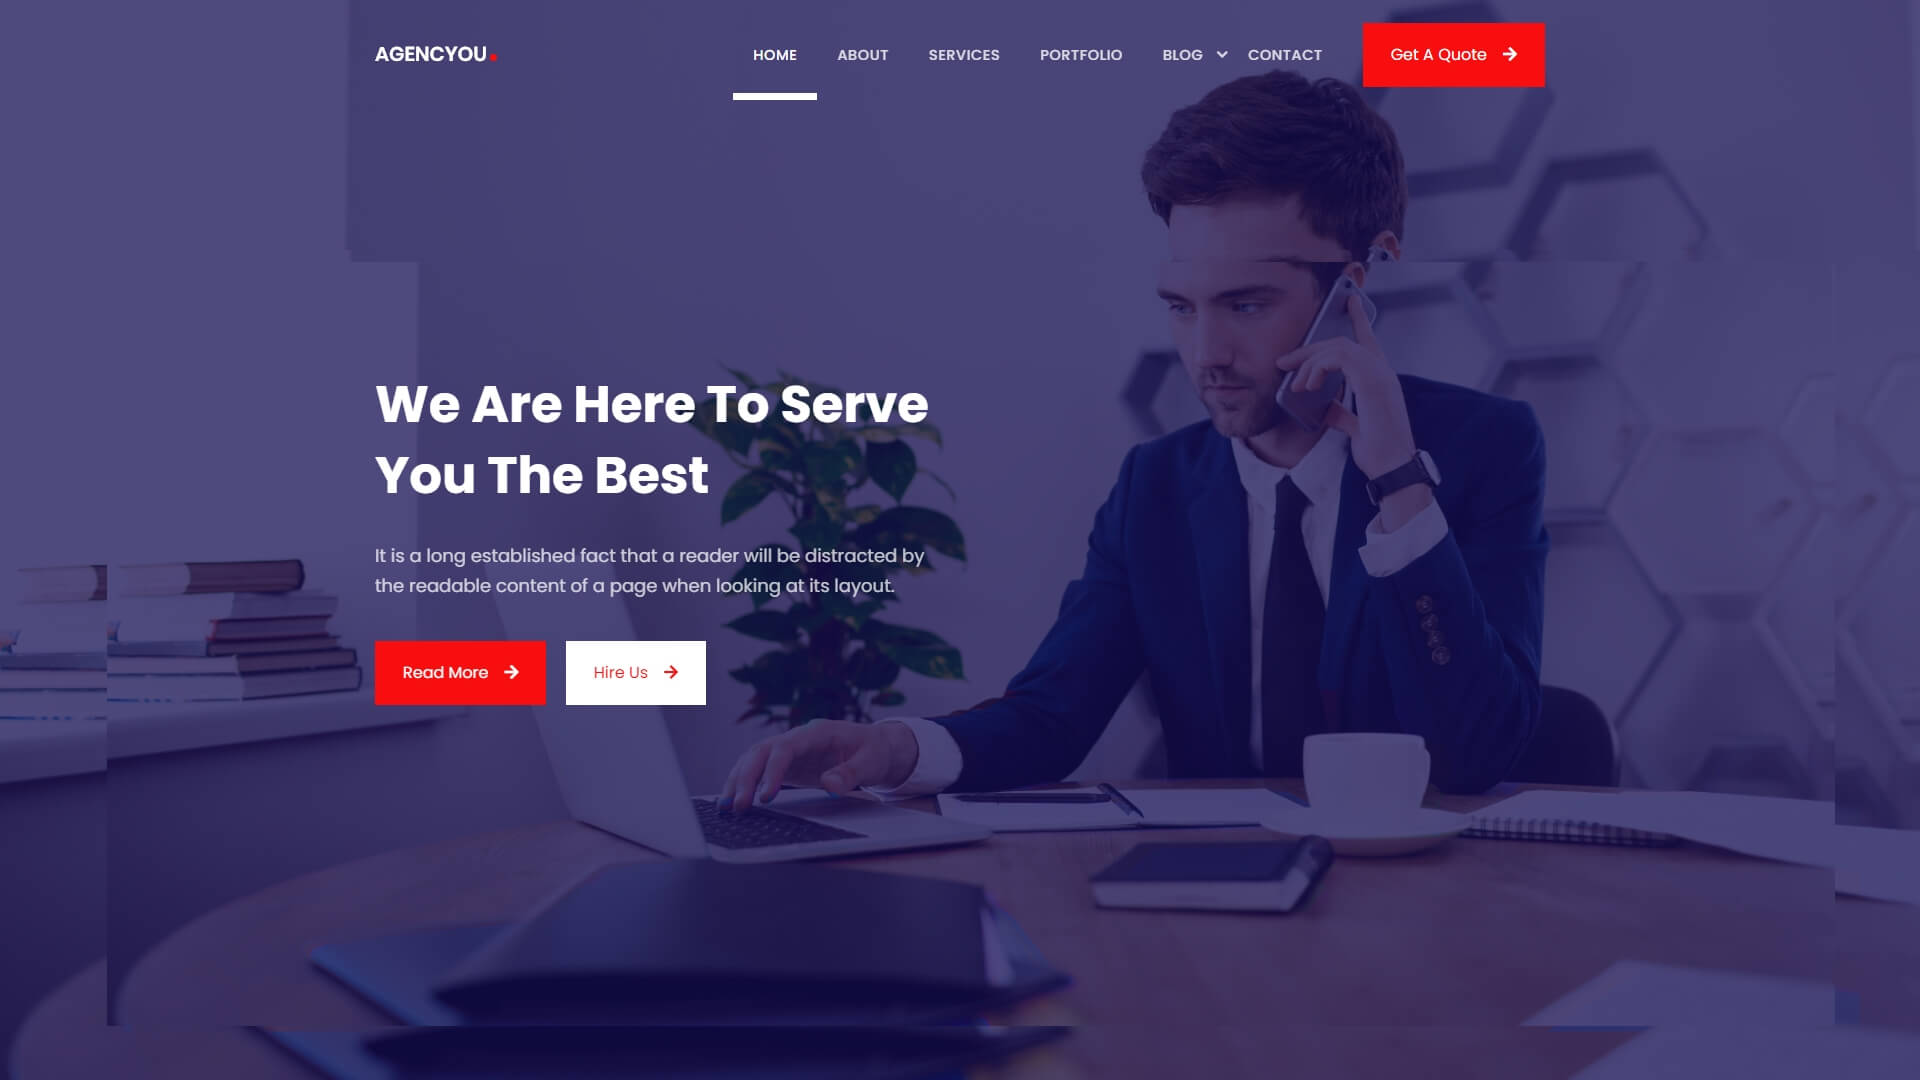 AGENCYOU.
HOME ABOUT SERVICES PORTFOLIO BLOG CONTACT Get A Quote
We Are Here To Serve
You The Best
It is a long established fact that a reader will be distracted by
the readable content of a page when looking at its layout.
Read More Hire Us